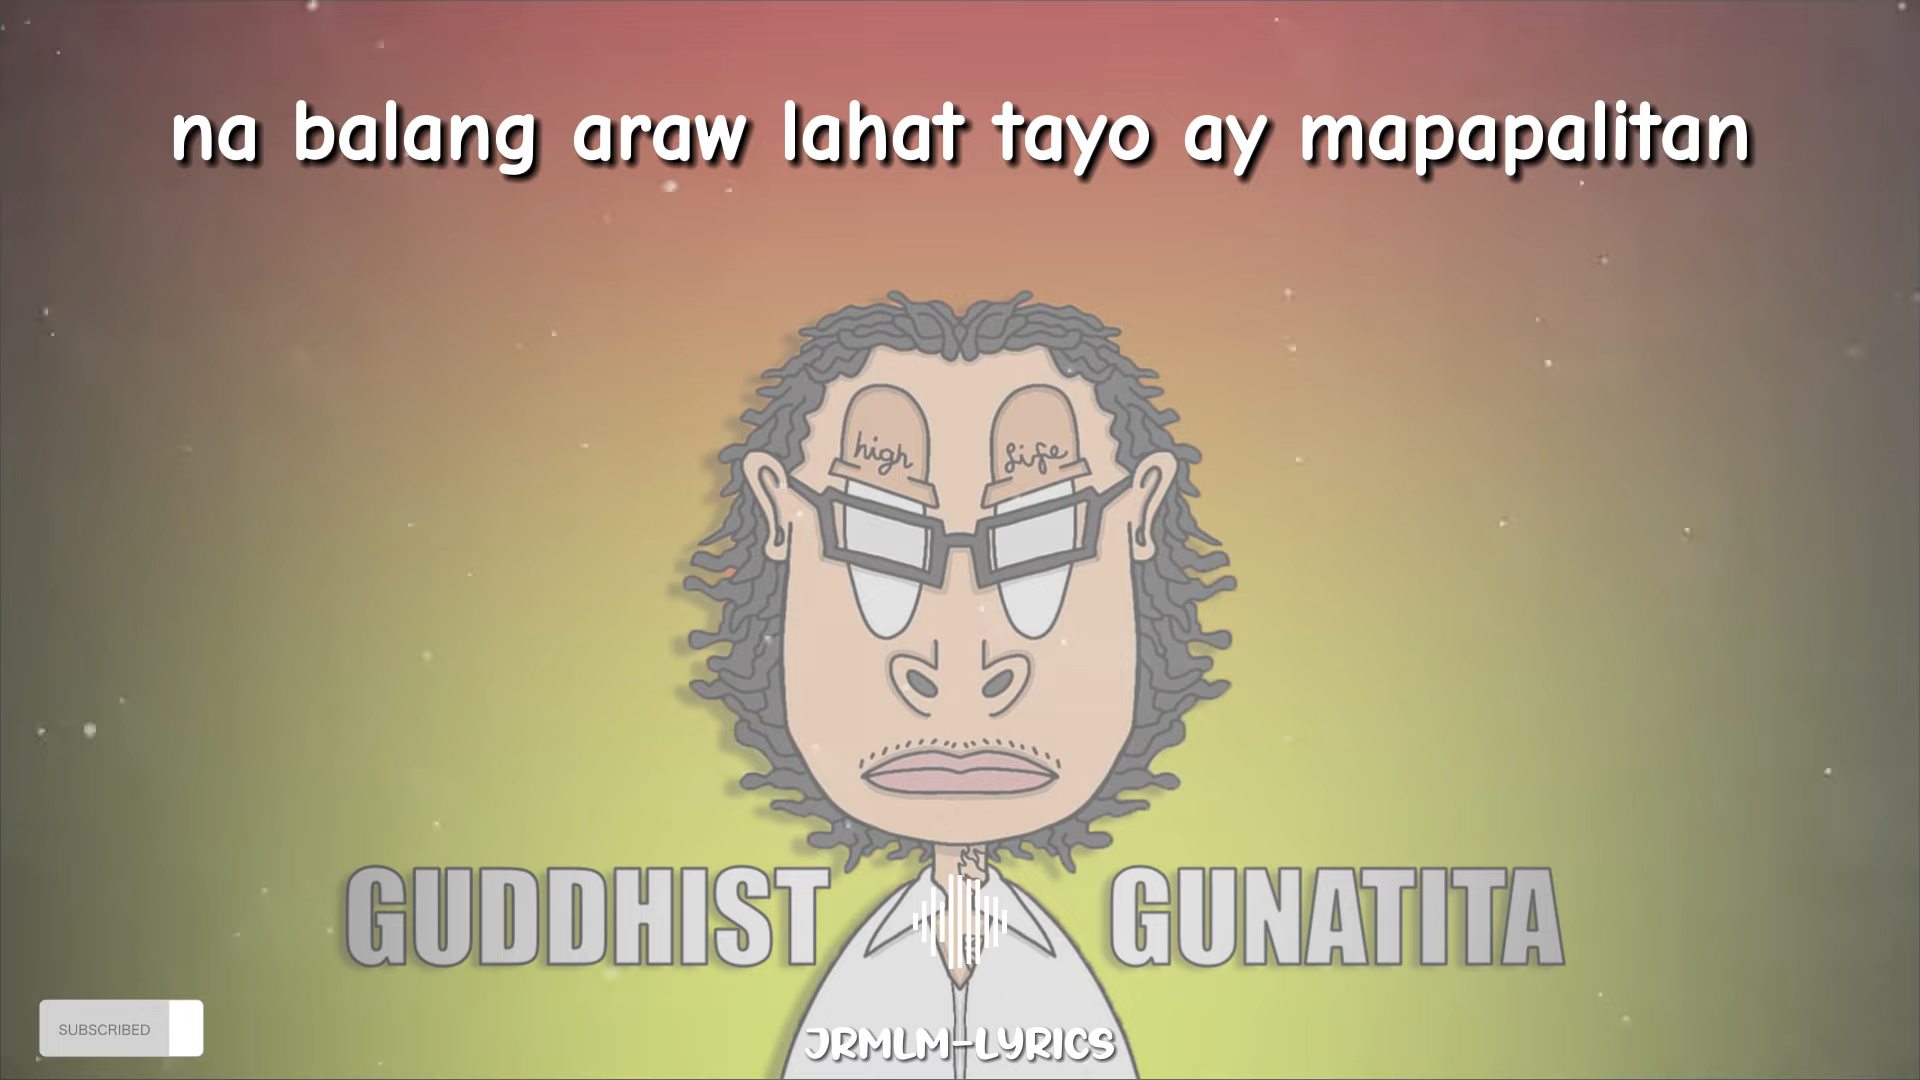 na balang araw lahat tayo ay mapapalitan
high life
GUDDHIST GUNATITA
SUBSCRIBED
JRMLM-LYRICS